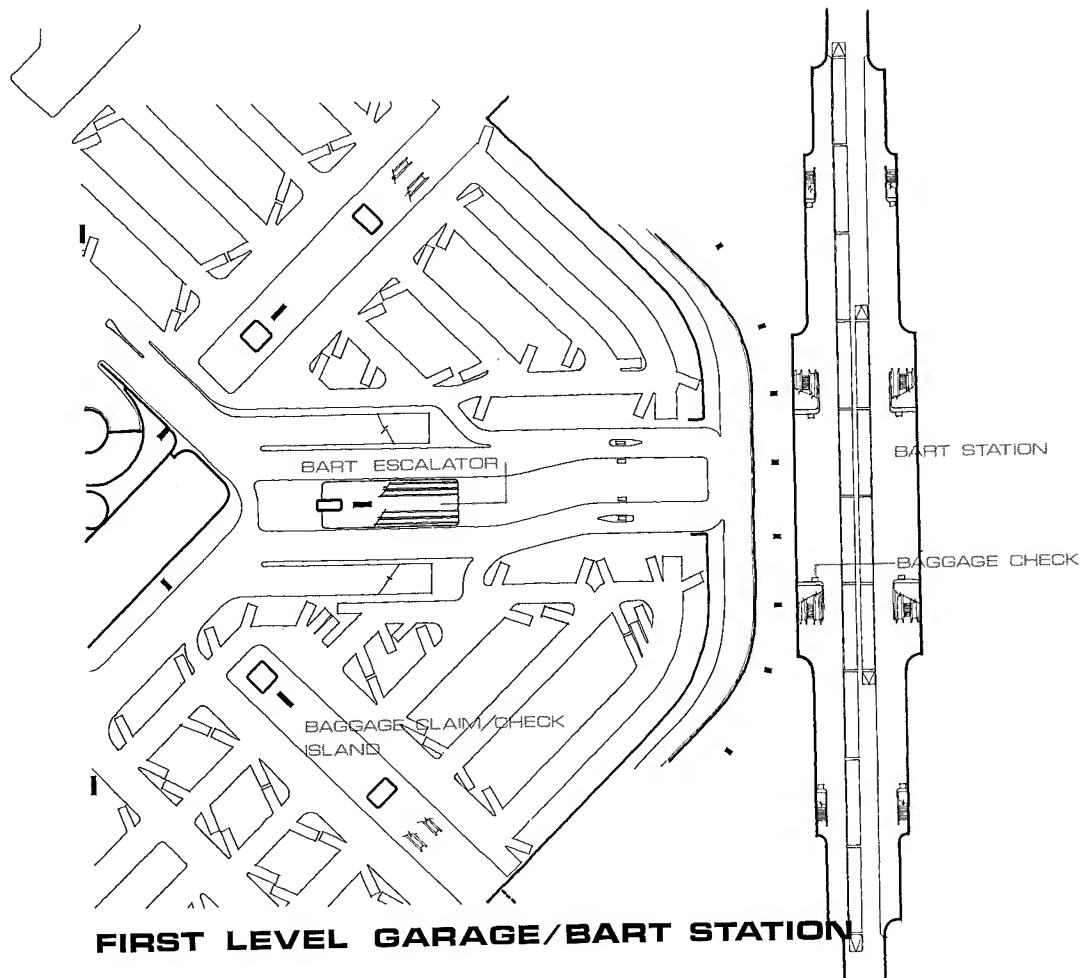 BART ESCALATOR
BART STATION
BAGGAGE CHECK
BAGGAGE CLAIM/CHECK
ISLAND
FIRST LEVEL GARAGE/BART STATION